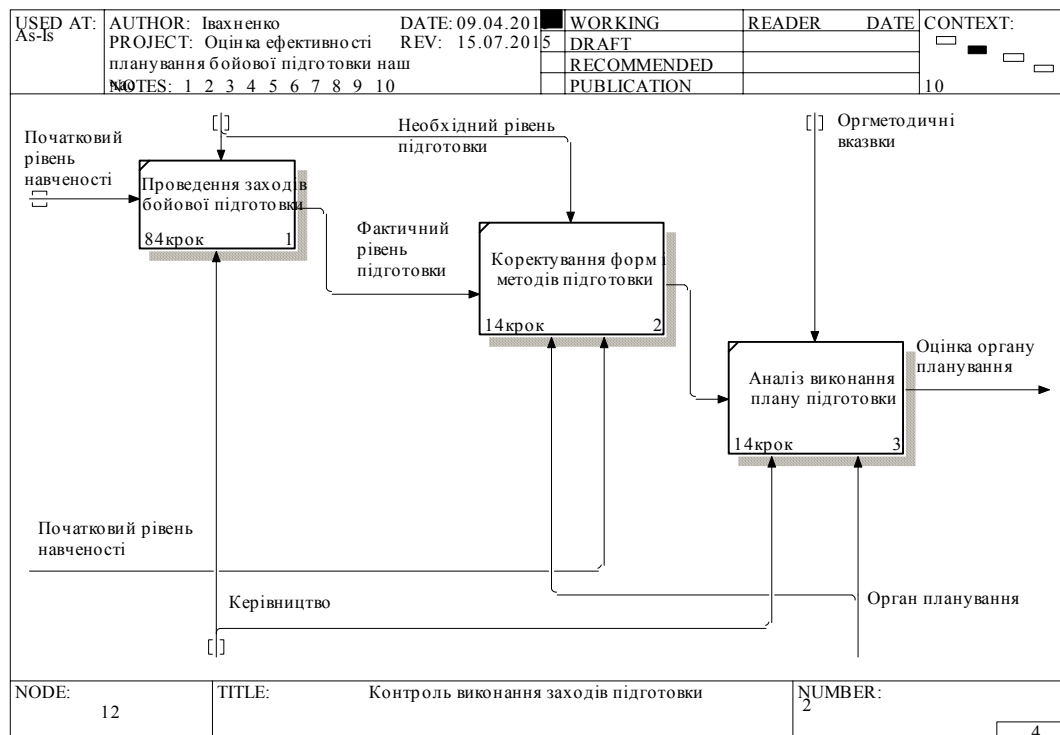 USED AT:
As-Is
AUTHOR: Івахненко
DATE: 09.04.201
PROJECT: Оцінка ефективності
REV: 15.07.2015
планування бойової підготовки наш
NOTES: 1 2 3 4 5 6 7 8 9 10
WORKING
DRAFT
RECOMMENDED
PUBLICATION
READER DATE
CONTEXT:
10
Початковий
рівень
навченості
Необхідний рівень
підготовки
Оргметодичні
вказвки
Проведення заходів
бойової підготовки
84крок 1
Фактичний
рівень
підготовки
Коректування форм і
методів підготовки
14крок 2
Оцінка органу
планування
Аналіз виконання
плану підготовки
14крок 3
Початковий рівень
навченості
Керівництво
Орган планування
NODE:
12
TITLE: Контроль виконання заходів підготовки
NUMBER:
2
4